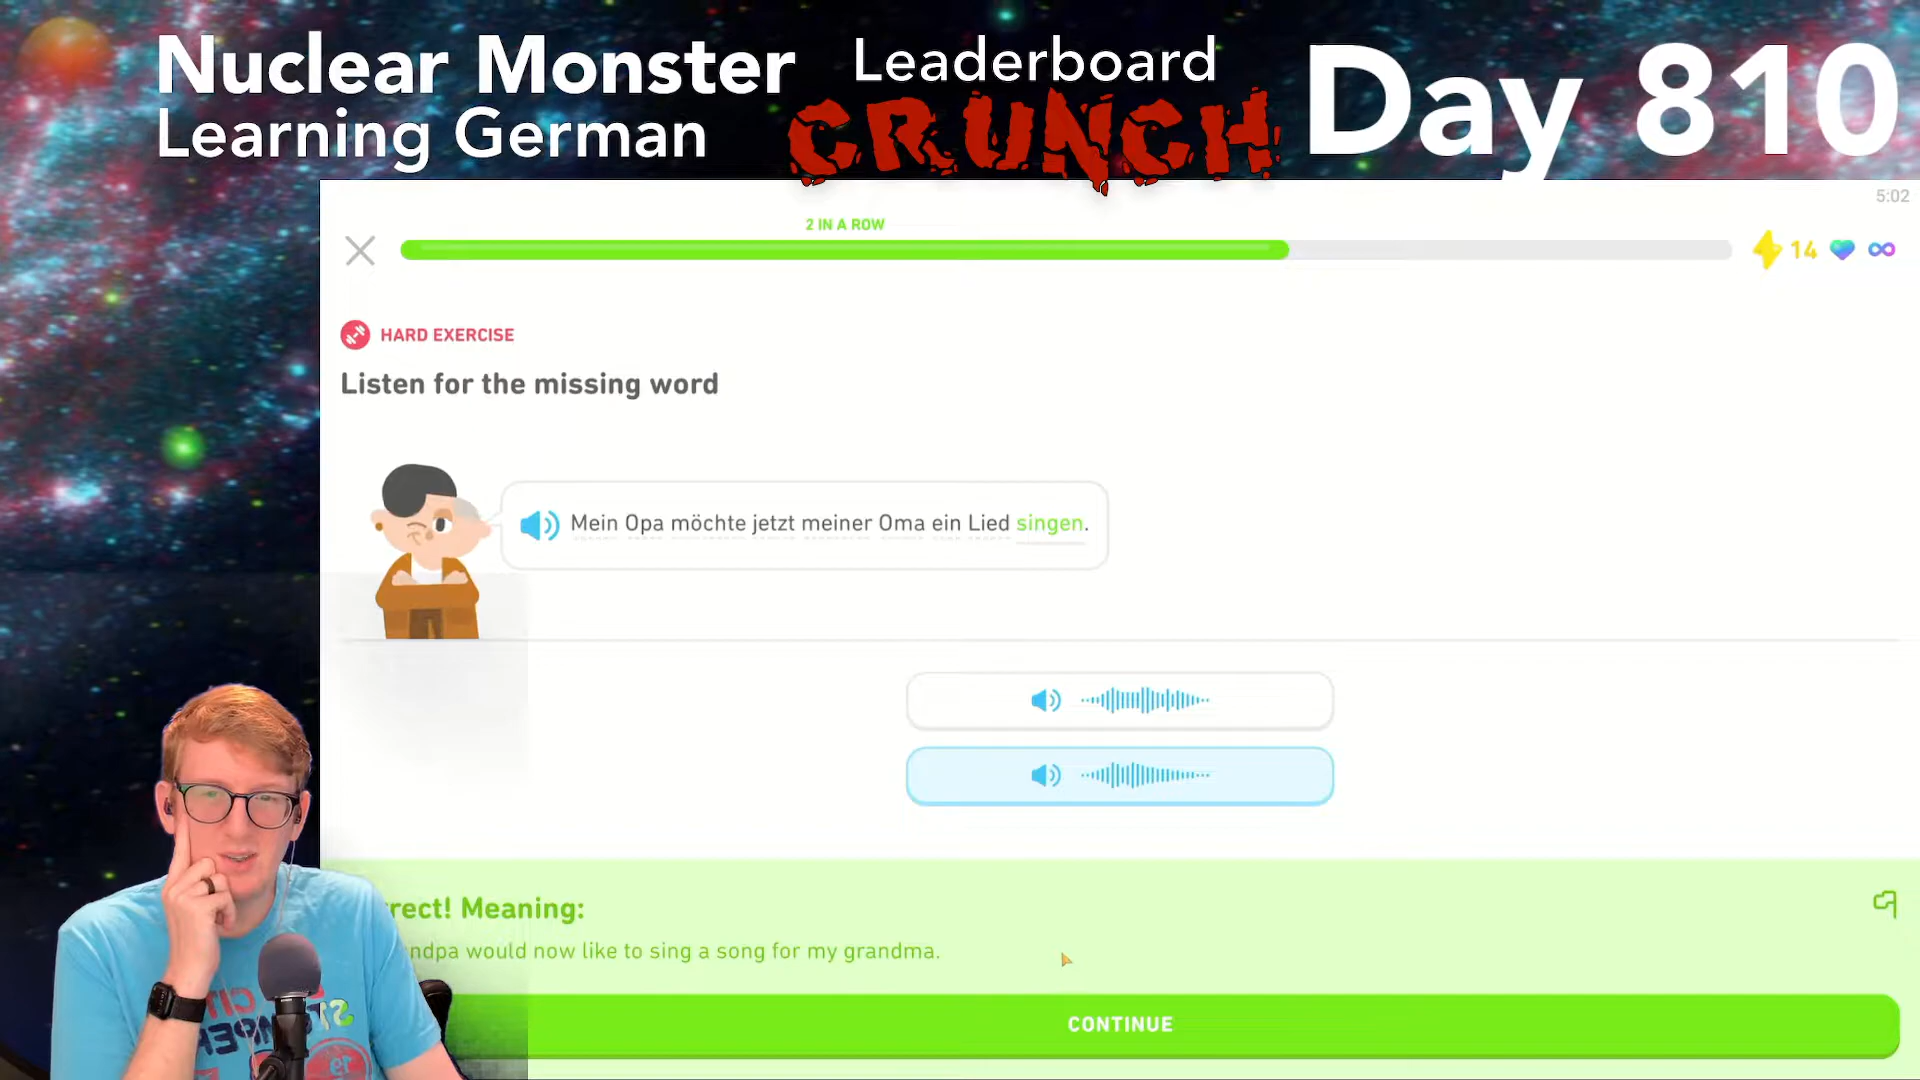 Nuclear Monster
Learning German
Leaderboard
CRUNCH
Day 810
5:02
2 IN A ROW
14
HARD EXERCISE
Listen for the missing word
Mein Opa möchte jetzt meiner Oma ein Lied singen.
rrect! Meaning:
ndpa would now like to sing a song for my grandma.
CONTINUE